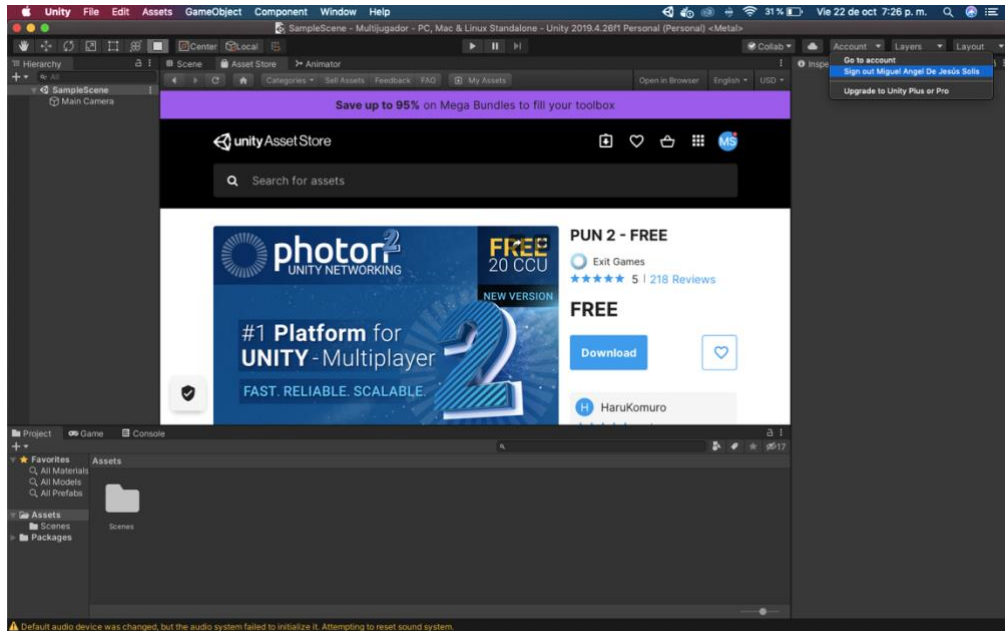 Unity File Edit Assets GameObject Component Window Help 31% Vie 22 de oct 7:26 p. m.
SampleScene - Multijugador - PC, Mac & Linux Standalone - Unity 2019.4.26f1 Personal (Personal) <Metal>
Center Local Collab Account Layers Layout
Hierarchy Scene Asset Store Animator Inspe
All Categories Sell Assets Feedback FAQ My Assets Open in Browser English USD
Go to account
Sign out Miguel Angel De Jesús Solis
Upgrade to Unity Plus or Pro
SampleScene
Main Camera
Save up to 95% on Mega Bundles to fill your toolbox
unity Asset Store MS
Search for assets
photon 2
UNITY NETWORKING
FREE
20 CCU
NEW VERSION
#1 Platform for
UNITY - Multiplayer
FAST. RELIABLE. SCALABLE.
2
PUN 2 - FREE
Exit Games
5 | 218 Reviews
FREE
Download
H HaruKomuro
Project Game Console
17
Favorites
All Materials
All Models
All Prefabs
Assets
Scenes
Packages
Assets
Scenes
Default audio device was changed, but the audio system failed to initialize it. Attempting to reset sound system.